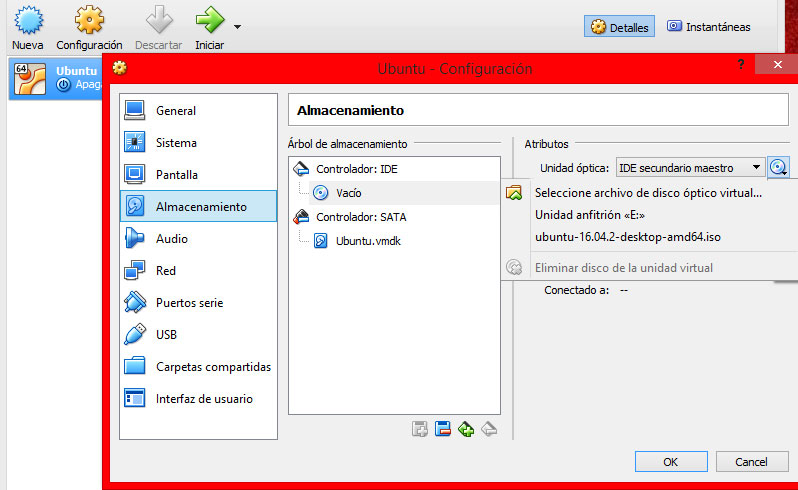 Nueva
Configuración
Descartar
Iniciar
Detalles
Instantáneas
64
Ubuntu
Apaga
Ubuntu - Configuración
?
General
Sistema
Pantalla
Almacenamiento
Audio
Red
Puertos serie
USB
Carpetas compartidas
Interfaz de usuario
Almacenamiento
Árbol de almacenamiento
Controlador: IDE
Vacío
Controlador: SATA
Ubuntu.vmdk
Atributos
Unidad óptica: IDE secundario maestro
Seleccione archivo de disco óptico virtual...
Unidad anfitrión «E:»
ubuntu-16.04.2-desktop-amd64.iso
Eliminar disco de la unidad virtual
Conectado a: --
OK
Cancel